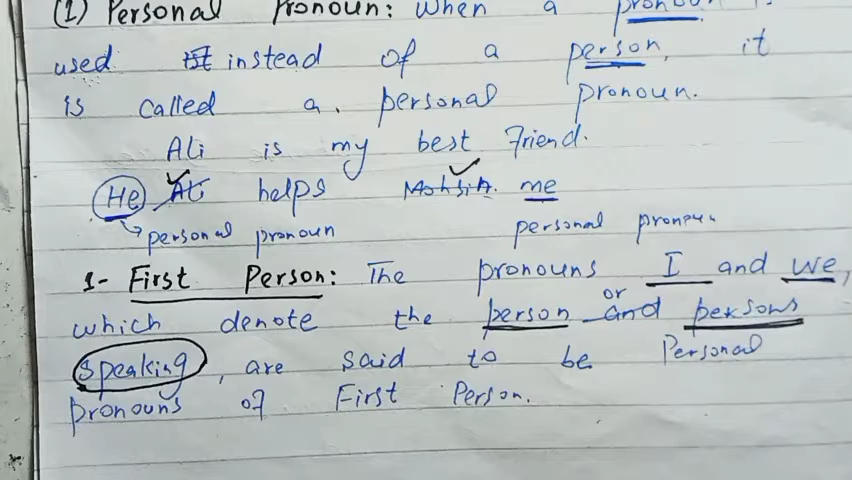 (1) Personal Pronoun: When a pronoun is
used instead of a person, it
is called a. personal pronoun.
Ali is my best Friend.
He Ali helps Mohsin. me
personal pronoun personal pronoun
1- First Person: The pronouns I and we,
which denote the person and or persons
speaking, are said to be Personal
pronouns of First Person.